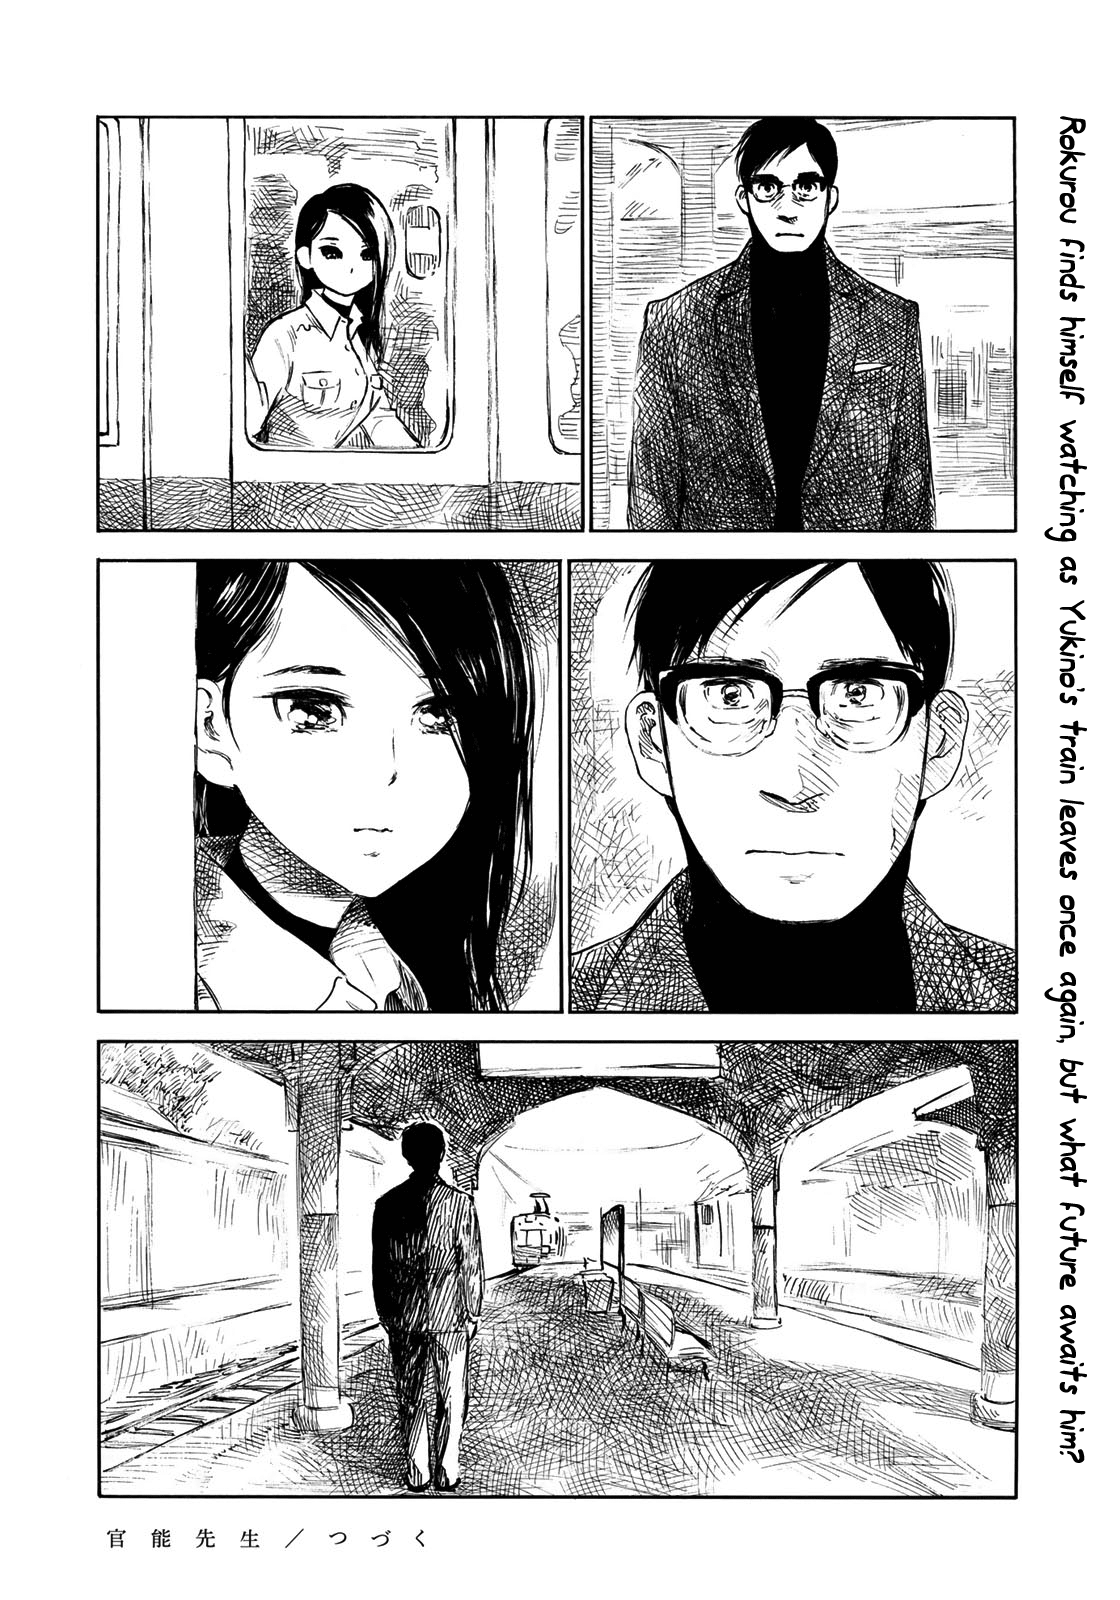 Rokurou finds himself watching as Yukino's train leaves once again, but what future awaits him?
官能先生／つづく